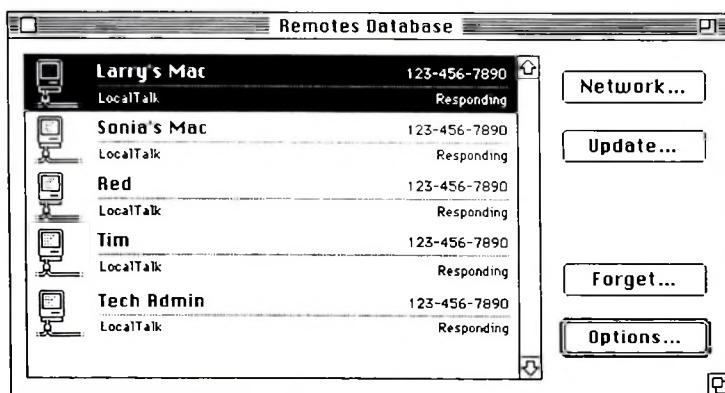 Remotes Database
Larry's Mac 123-456-7890
LocalTalk Responding
Sonia's Mac 123-456-7890
LocalTalk Responding
Red 123-456-7890
LocalTalk Responding
Tim 123-456-7890
LocalTalk Responding
Tech Admin 123-456-7890
LocalTalk Responding
Network...
Update...
Forget...
Options...